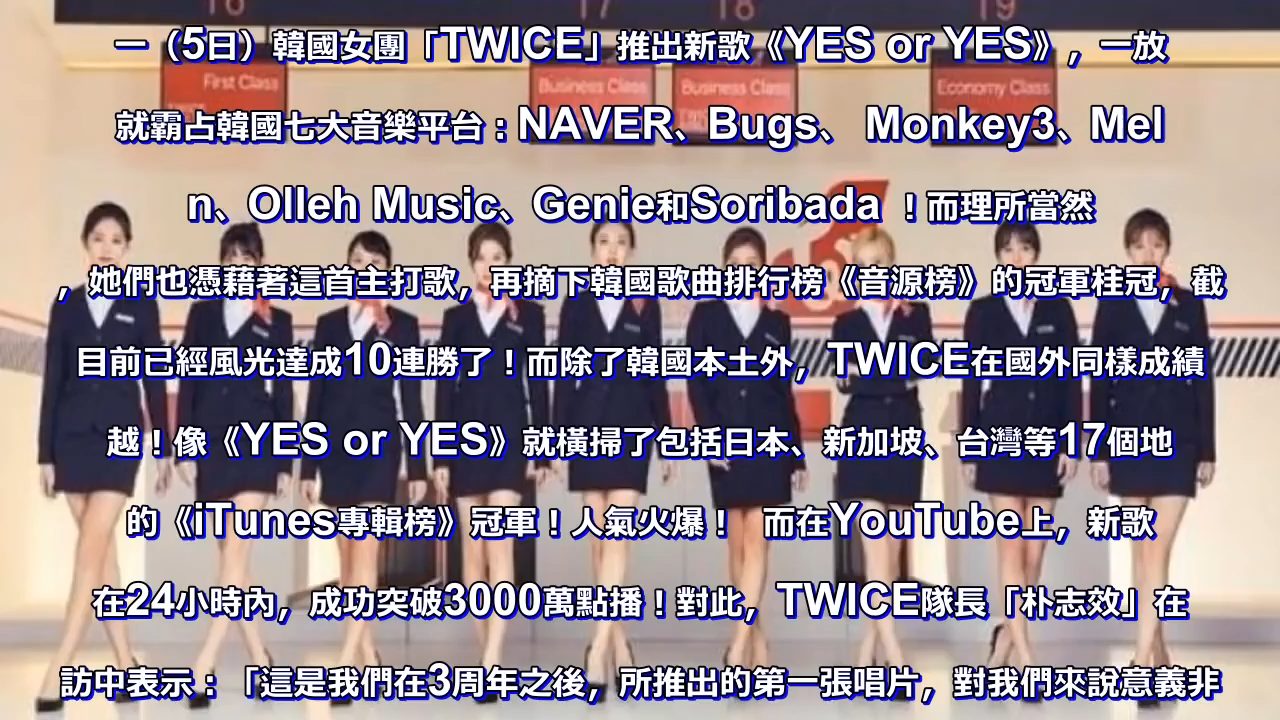 16 17 18 19
First Class Business Class Business Class Economy Class
一（5日）韓國女團「TWICE」推出新歌《YES or YES》，一放
就霸占韓國七大音樂平台：NAVER、Bugs、 Monkey3、Mel
n、Olleh Music、Genie和Soribada ！而理所當然
，她們也憑藉著這首主打歌，再摘下韓國歌曲排行榜《音源榜》的冠軍桂冠，截
目前已經風光達成10連勝了！而除了韓國本土外，TWICE在國外同樣成績
越！像《YES or YES》就橫掃了包括日本、新加坡、台灣等17個地
的《iTunes專輯榜》冠軍！人氣火爆！ 而在YouTube上，新歌
在24小時內，成功突破3000萬點播！對此，TWICE隊長「朴志效」在
訪中表示：「這是我們在3周年之後，所推出的第一張唱片，對我們來說意義非